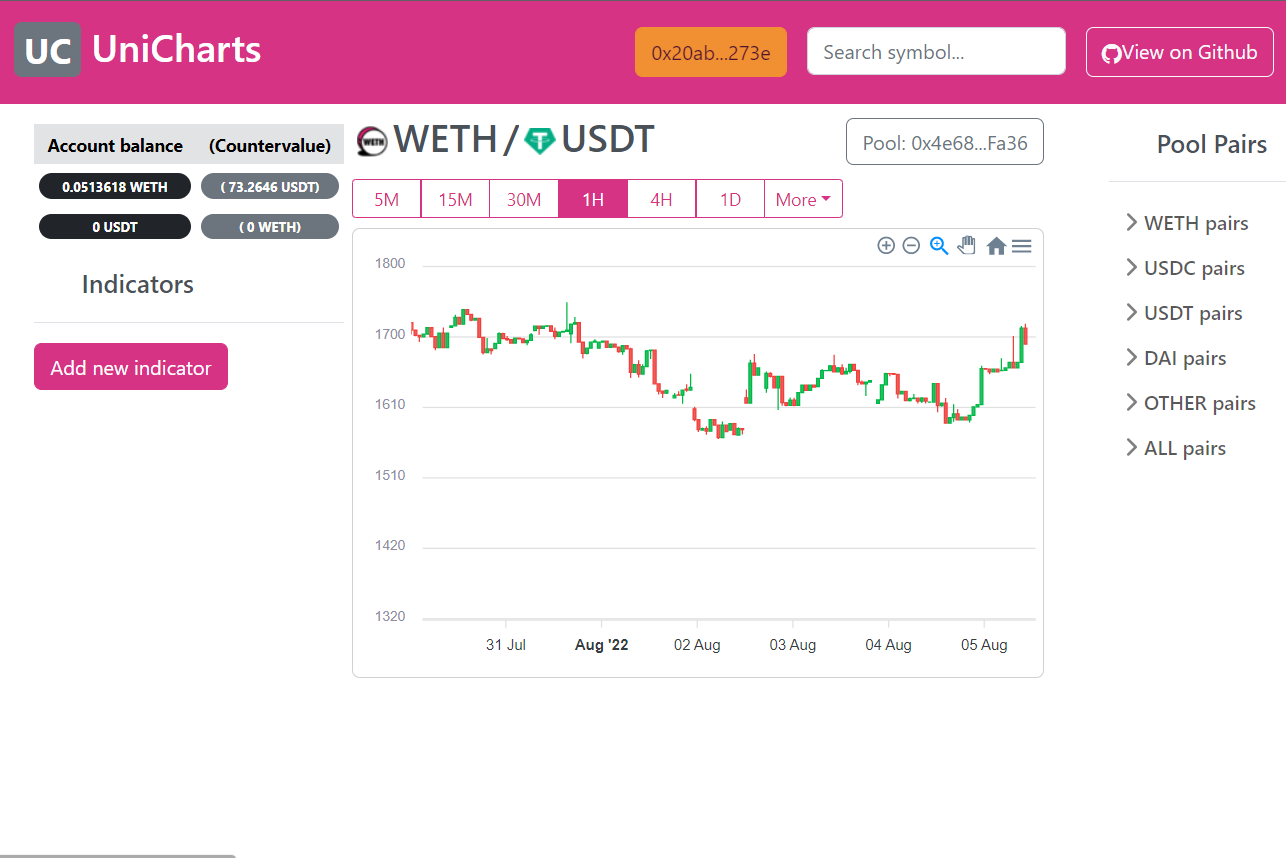 UC UniCharts
0x20ab...273e
Search symbol...
View on Github
Account balance (Countervalue)
0.0513618 WETH ( 73.2646 USDT)
0 USDT ( 0 WETH)
Indicators
Add new indicator
WETH WETH / USDT
Pool: 0x4e68...Fa36
5M 15M 30M 1H 4H 1D More
1800
1700
1610
1510
1420
1320
31 Jul Aug '22 02 Aug 03 Aug 04 Aug 05 Aug
Pool Pairs
WETH pairs
USDC pairs
USDT pairs
DAI pairs
OTHER pairs
ALL pairs